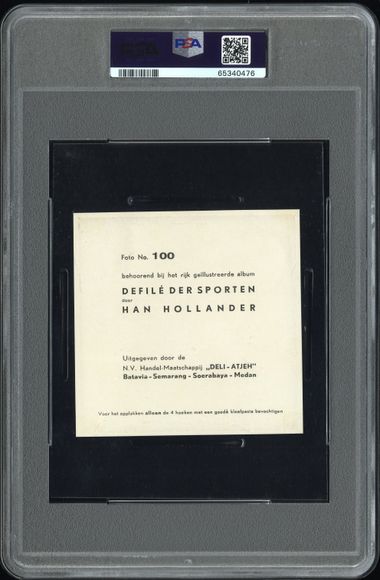 PSA
65340476
Foto No. 100
behoorend bij het rijk geïllustreerde album
DEFILÉ DER SPORTEN
door
HAN HOLLANDER
Uitgegeven door de
N.V. Handel-Maatschappij „DELI-ATJEH”
Batavia - Semarang - Soerabaya - Medan
Voor het opplakken alleen de 4 hoeken met een goede kleefpasta bevochtigen